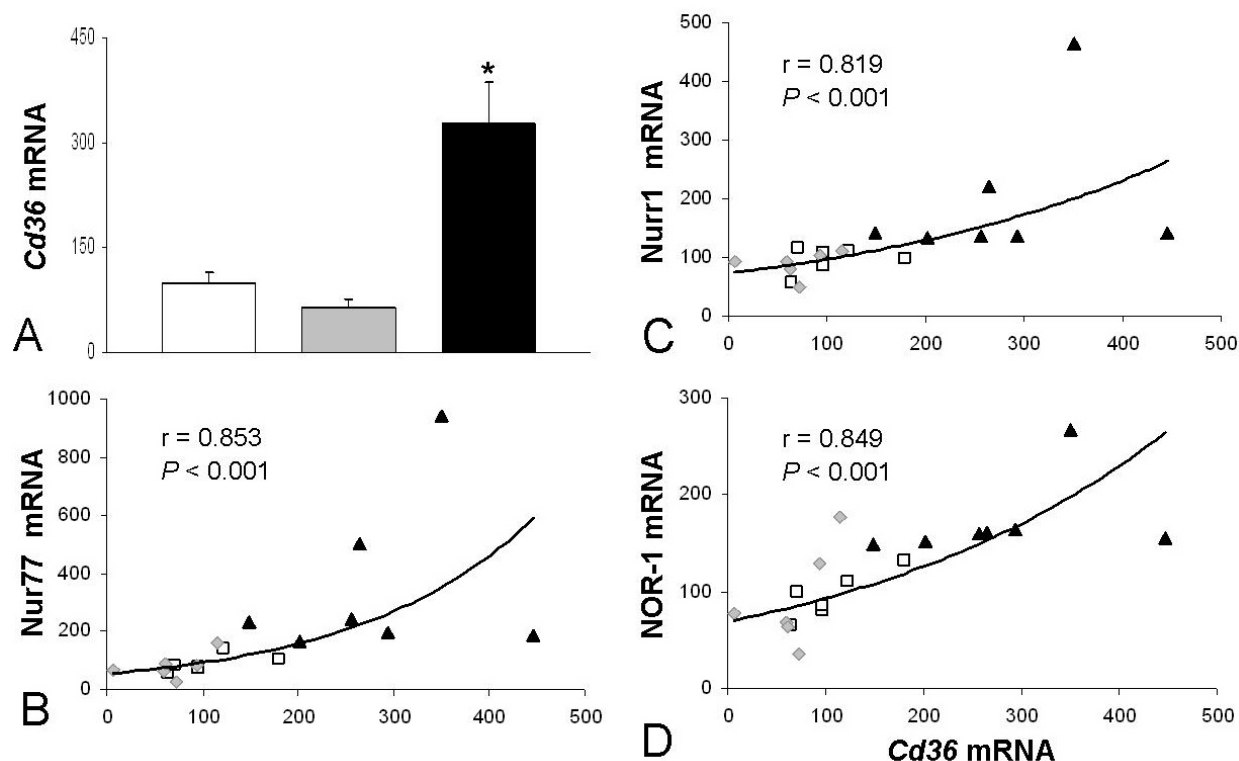 450
300
150
0
Cd36 mRNA
*
A
1000
800
600
400
200
0
Nur77 mRNA
r = 0.853
P < 0.001
0 100 200 300 400 500
B
500
400
300
200
100
0
Nurr1 mRNA
r = 0.819
P < 0.001
0 100 200 300 400 500
C
300
200
100
0
NOR-1 mRNA
r = 0.849
P < 0.001
0 100 200 300 400 500
D
Cd36 mRNA